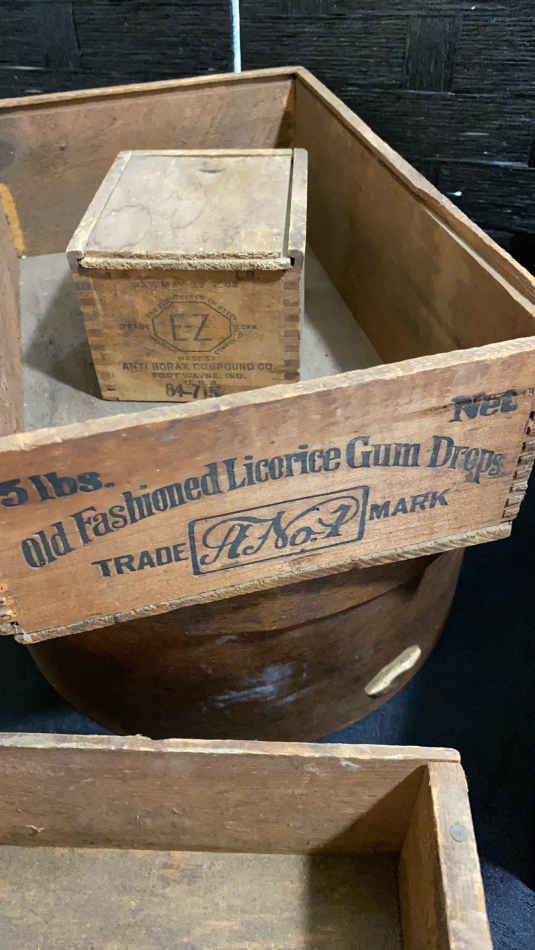 E-Z
ANTI BORAX COMPOUND CO.
FORT WAYNE, IND.
Net
5 lbs.
Old Fashioned Licorice Gum Drops.
TRADE A No. 1 MARK